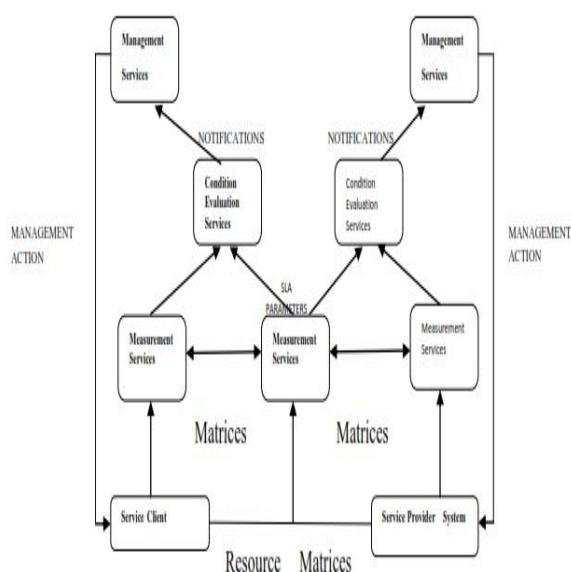 Management
Services
Management
Services
NOTIFICATIONS
NOTIFICATIONS
Condition
Evaluation
Services
Condition
Evaluation
Services
MANAGEMENT
ACTION
MANAGEMENT
ACTION
SLA
PARAMETERS
Measurement
Services
Measurement
Services
Measurement
Services
Matrices
Matrices
Service Client
Service Provider System
Resource Matrices